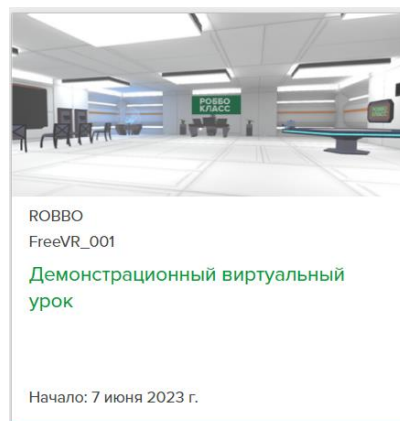 РОББО
КЛАСС
ROBBO
FreeVR_001
Демонстрационный виртуальный
урок
Начало: 7 июня 2023 г.